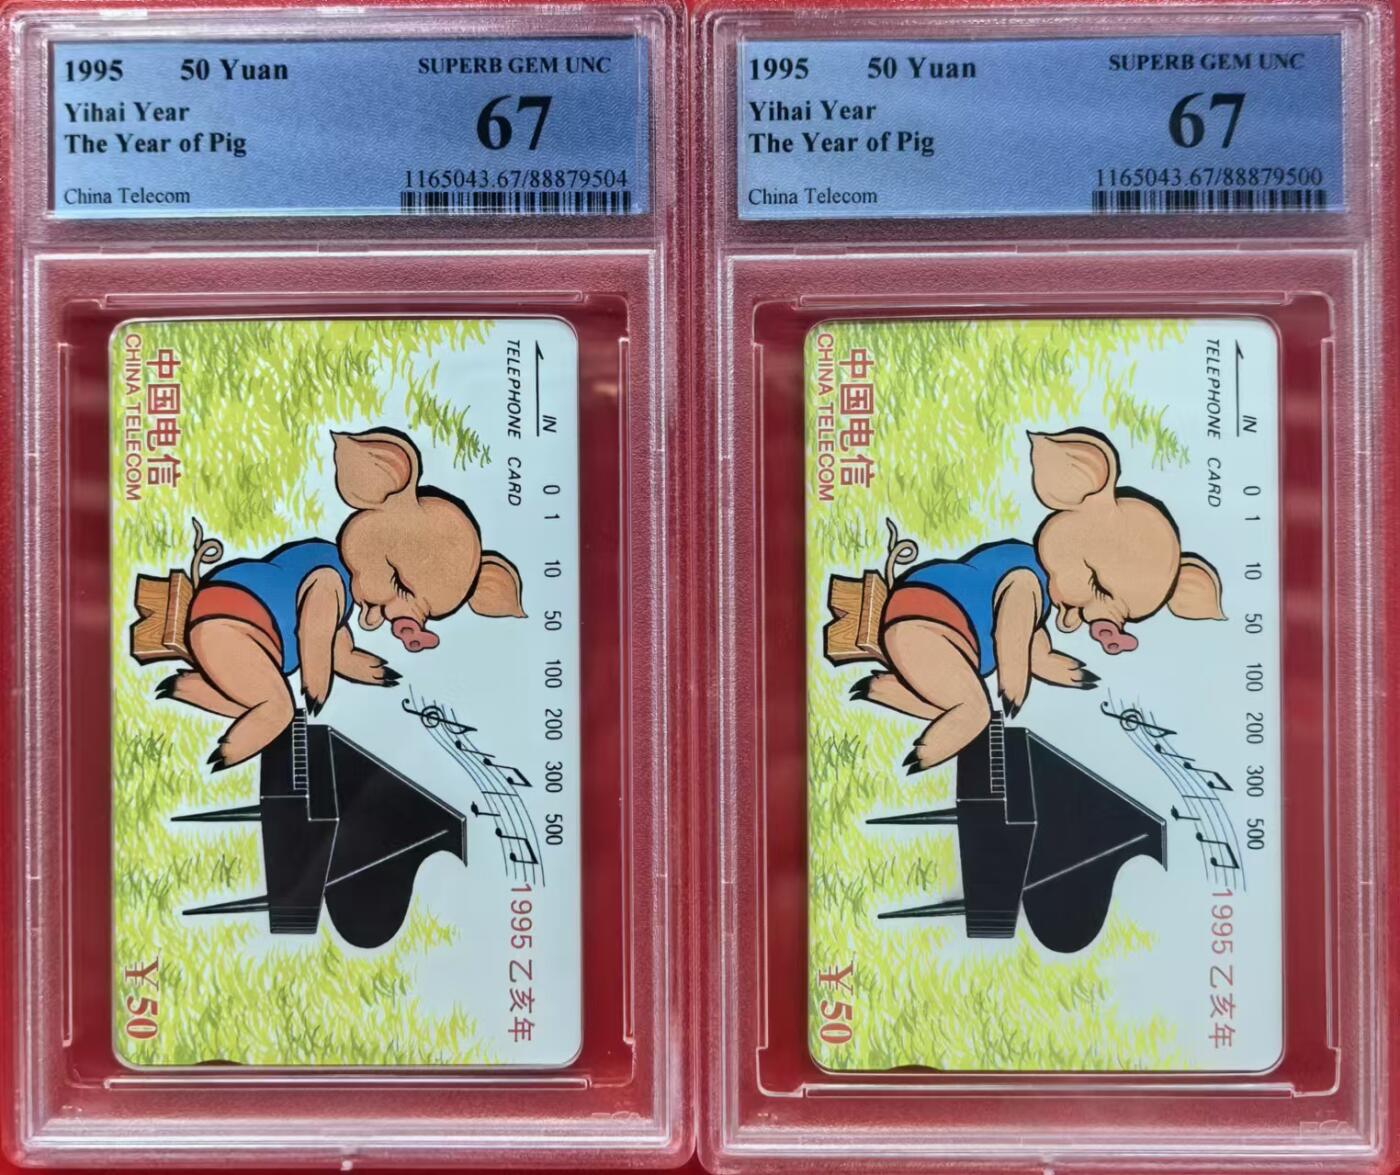 1995 50 Yuan SUPERB GEM UNC
Yihai Year 67
The Year of Pig
1165043.67/88879504
China Telecom
中国电信
CHINA TELECOM
IN 0 1 10 50 100 200 300 500
TELEPHONE CARD
1995 乙亥年
¥50
1995 50 Yuan SUPERB GEM UNC
Yihai Year 67
The Year of Pig
1165043.67/88879500
China Telecom
中国电信
CHINA TELECOM
IN 0 1 10 50 100 200 300 500
TELEPHONE CARD
1995 乙亥年
¥50